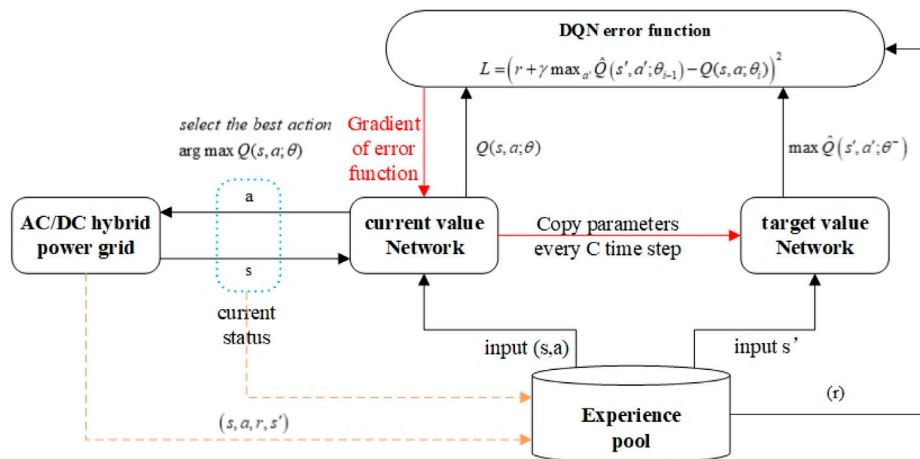 DQN error function
L=(r+γ max_{a'} Q̂(s',a';θ_{i-1})−Q(s,a;θ_i))²
select the best action
arg max Q(s,a;θ)
Gradient
of error
function
Q(s,a;θ)
max Q̂(s',a';θ⁻)
AC/DC hybrid
power grid
a
s
current
status
current value
Network
Copy parameters
every C time step
target value
Network
input (s,a)
input s’
(r)
(s,a,r,s')
Experience
pool